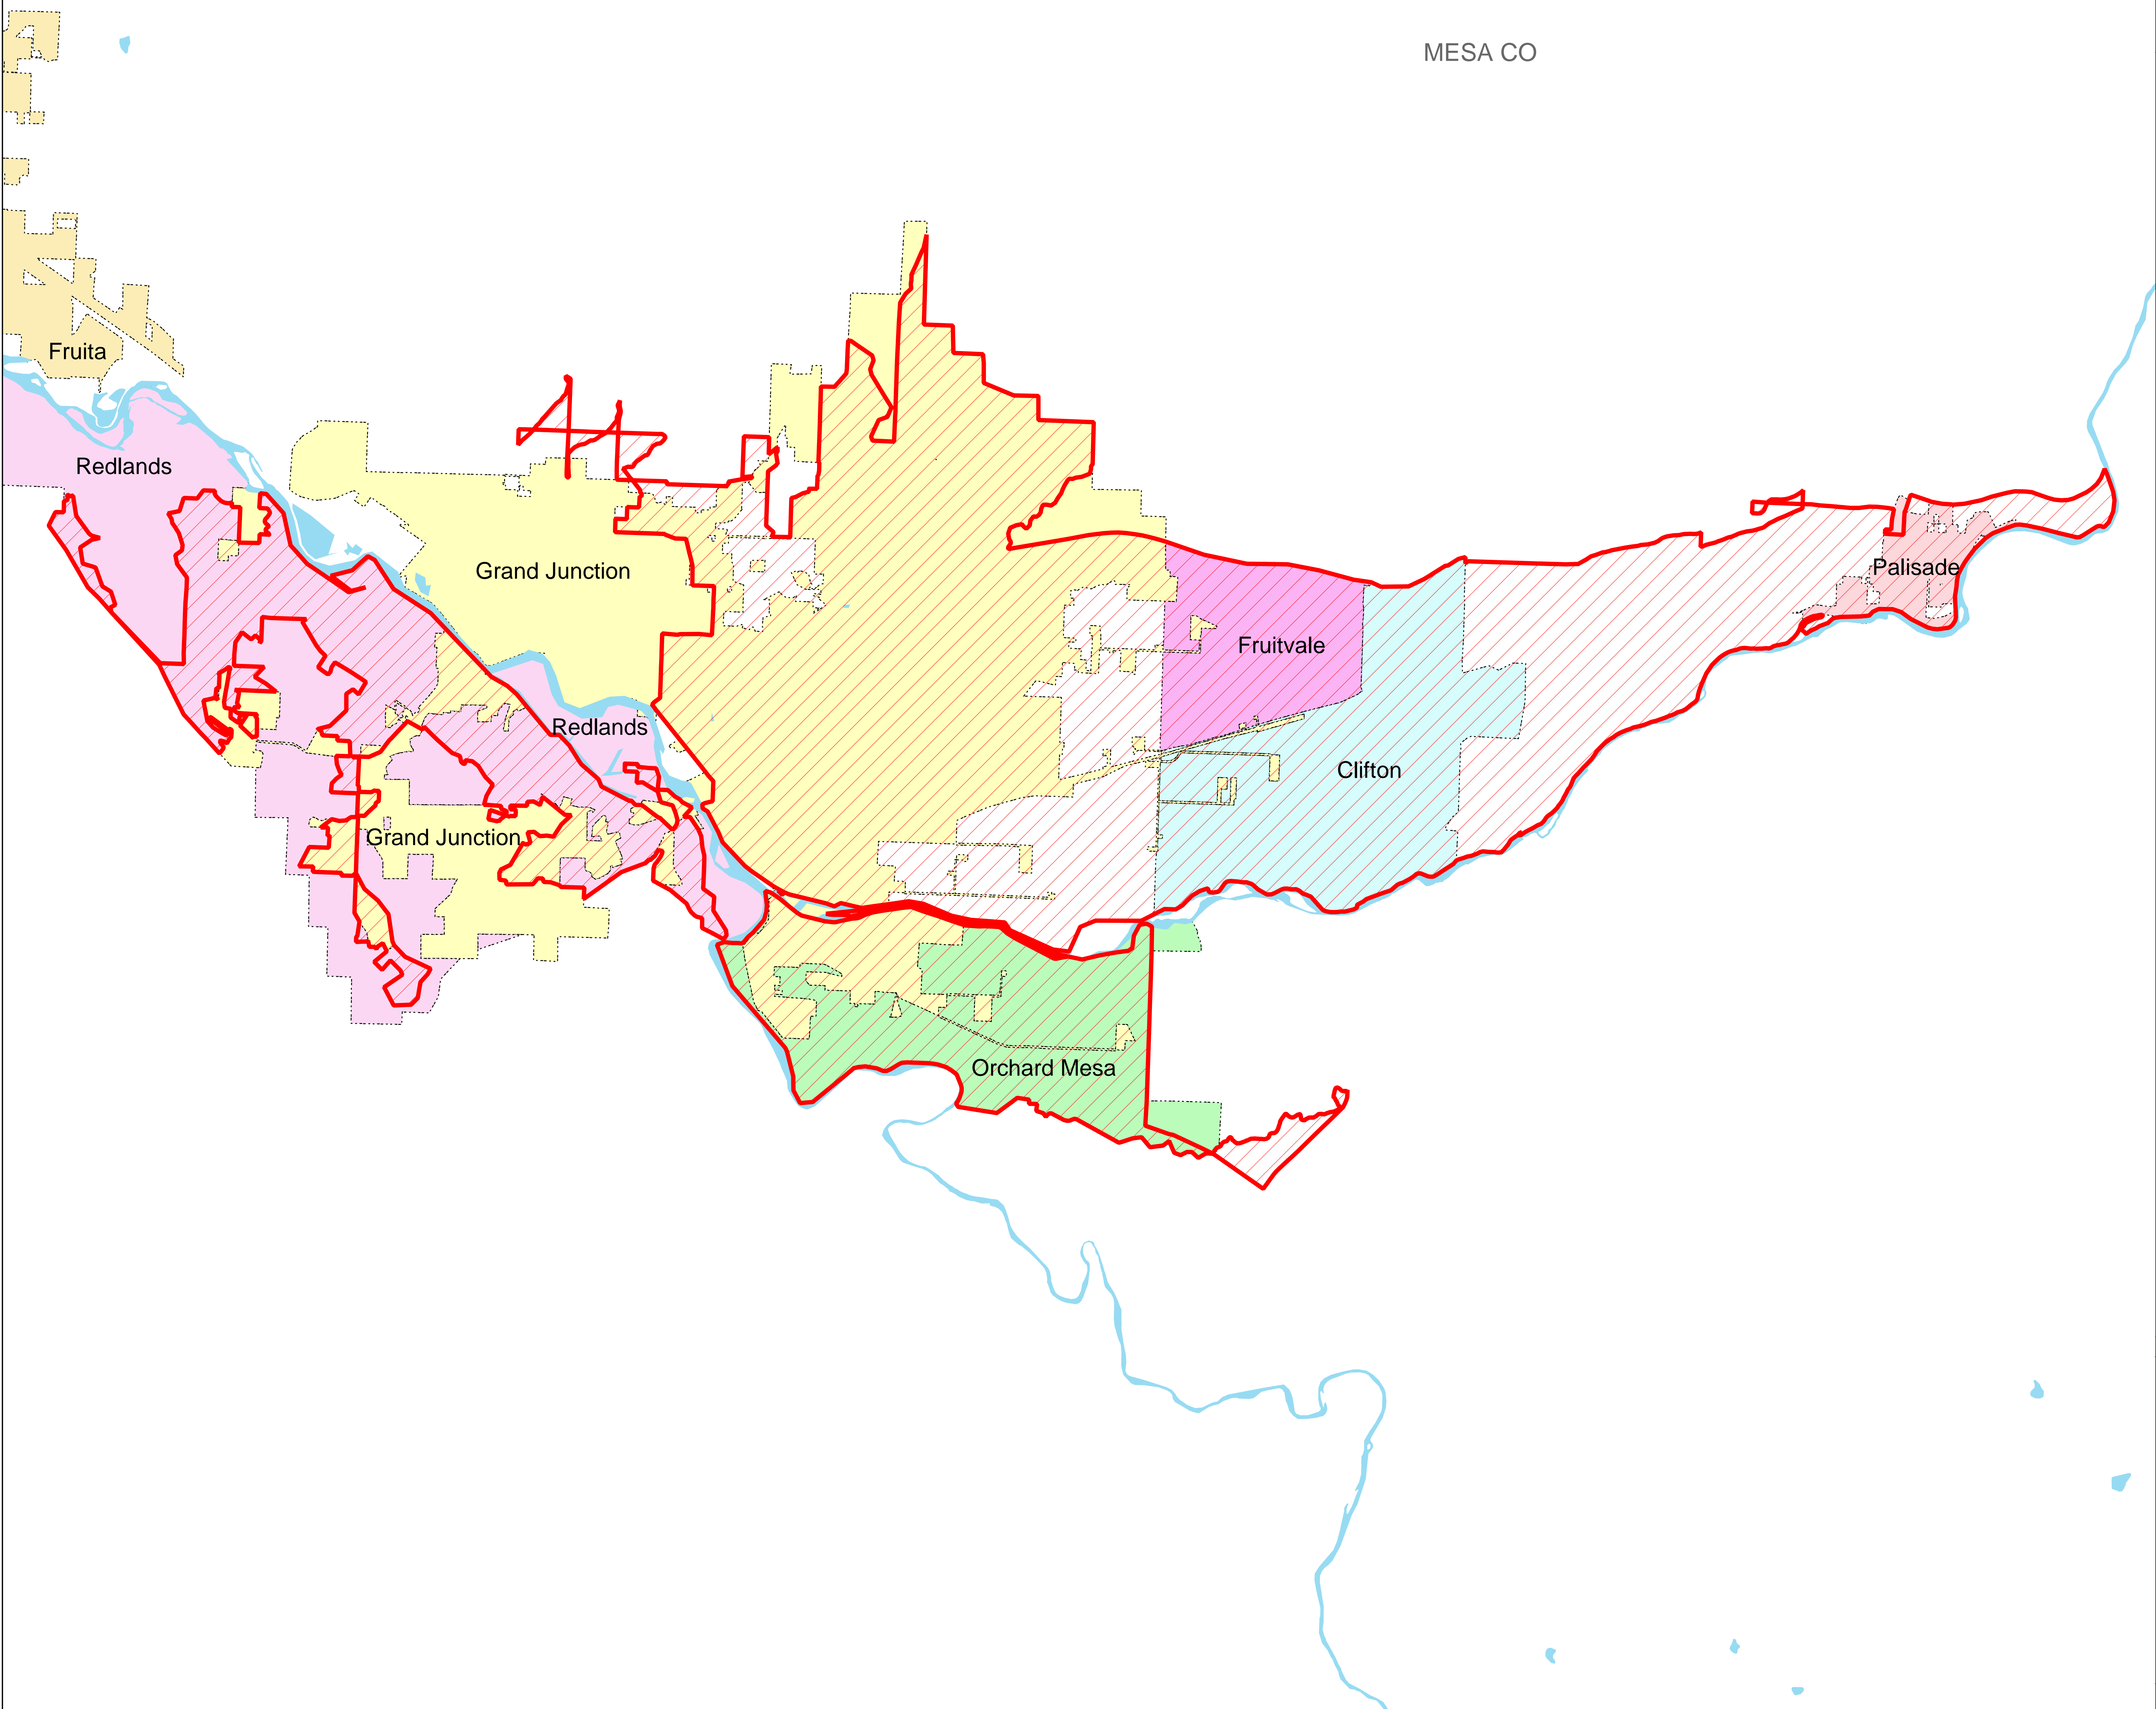 MESA CO
Fruita
Redlands
Grand Junction
Palisade
Fruitvale
Redlands
Clifton
Grand Junction
Orchard Mesa